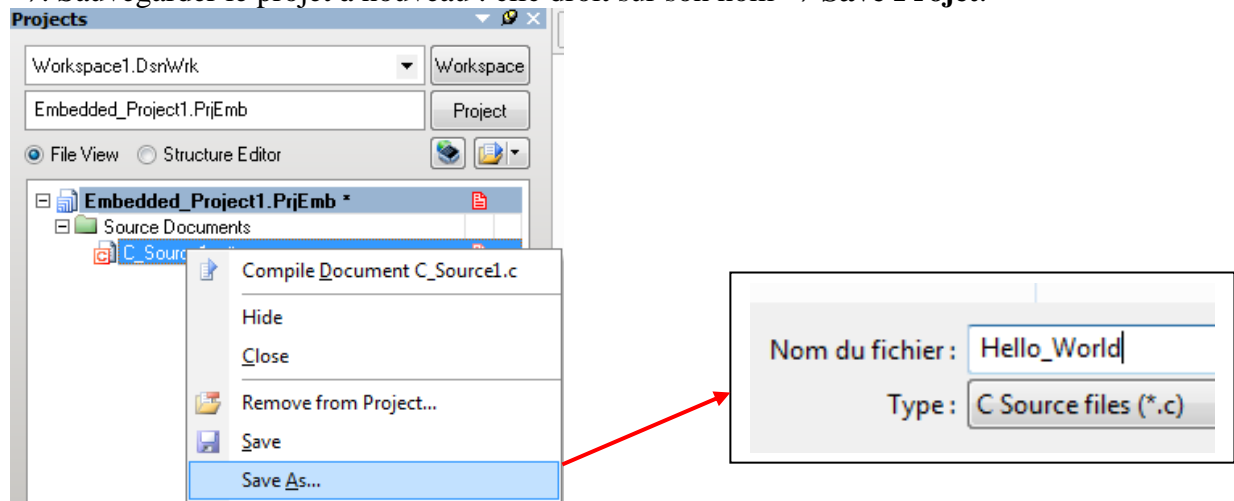 Projects
Workspace1.DsnWrk Workspace
Embedded_Project1.PrjEmb Project
File View Structure Editor
Embedded_Project1.PrjEmb *
Source Documents
Compile Document C_Source1.c
Hide
Close
Remove from Project...
Save
Save As...
Nom du fichier : Hello_World
Type : C Source files (*.c)